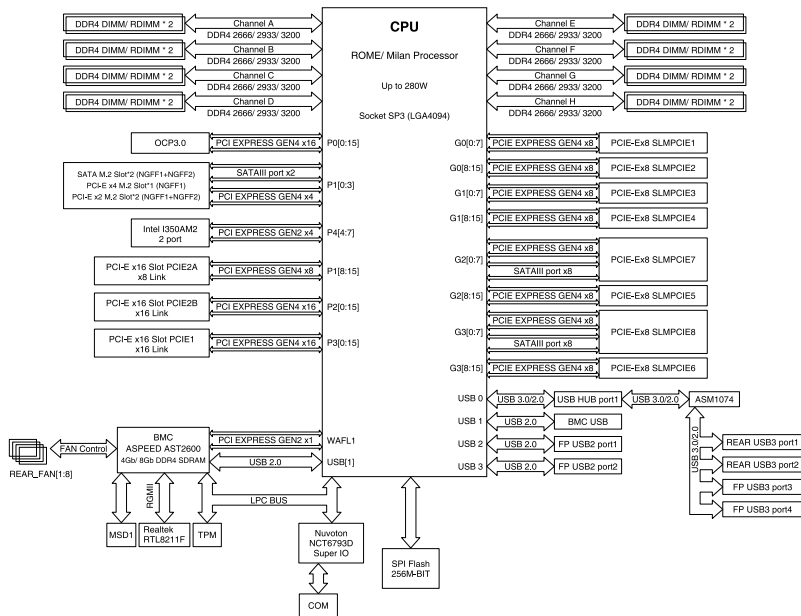 CPU
ROME/ Milan Processor
Up to 280W
Socket SP3 (LGA4094)
DDR4 DIMM/ RDIMM * 2
Channel A
DDR4 2666/ 2933/ 3200
DDR4 DIMM/ RDIMM * 2
Channel B
DDR4 2666/ 2933/ 3200
DDR4 DIMM/ RDIMM * 2
Channel C
DDR4 2666/ 2933/ 3200
DDR4 DIMM/ RDIMM * 2
Channel D
DDR4 2666/ 2933/ 3200
Channel E
DDR4 DIMM/ RDIMM * 2
DDR4 2666/ 2933/ 3200
Channel F
DDR4 DIMM/ RDIMM * 2
DDR4 2666/ 2933/ 3200
Channel G
DDR4 DIMM/ RDIMM * 2
DDR4 2666/ 2933/ 3200
Channel H
DDR4 DIMM/ RDIMM * 2
DDR4 2666/ 2933/ 3200
OCP3.0
PCI EXPRESS GEN4 x16
P0[0:15]
SATA M.2 Slot*2 (NGFF1+NGFF2)
PCI-E x4 M.2 Slot*1 (NGFF1)
PCI-E x2 M.2 Slot*2 (NGFF1+NGFF2)
SATAIII port x2
P1[0:3]
PCI EXPRESS GEN4 x4
Intel I350AM2
2 port
PCI EXPRESS GEN2 x4
P4[4:7]
PCI-E x16 Slot PCIE2A
x8 Link
PCI EXPRESS GEN4 x8
P1[8:15]
PCI-E x16 Slot PCIE2B
x16 Link
PCI EXPRESS GEN4 x16
P2[0:15]
PCI-E x16 Slot PCIE1
x16 Link
PCI EXPRESS GEN4 x16
P3[0:15]
G0[0:7]
PCIE EXPRESS GEN4 x8
PCIE-Ex8 SLMPCIE1
G0[8:15]
PCIE EXPRESS GEN4 x8
PCIE-Ex8 SLMPCIE2
G1[0:7]
PCIE EXPRESS GEN4 x8
PCIE-Ex8 SLMPCIE3
G1[8:15]
PCIE EXPRESS GEN4 x8
PCIE-Ex8 SLMPCIE4
PCIE EXPRESS GEN4 x8
G2[0:7]
PCIE-Ex8 SLMPCIE7
SATAIII port x8
G2[8:15]
PCIE EXPRESS GEN4 x8
PCIE-Ex8 SLMPCIE5
PCIE EXPRESS GEN4 x8
G3[0:7]
PCIE-Ex8 SLMPCIE8
SATAIII port x8
G3[8:15]
PCIE EXPRESS GEN4 x8
PCIE-Ex8 SLMPCIE6
USB 0
USB 3.0/2.0
USB HUB port1
USB 3.0/2.0
ASM1074
USB 1
USB 2.0
BMC USB
USB 2
USB 2.0
FP USB2 port1
USB 3
USB 2.0
FP USB2 port2
USB 3.0/2.0
REAR USB3 port1
REAR USB3 port2
FP USB3 port3
FP USB3 port4
REAR_FAN[1:8]
FAN Control
BMC
ASPEED AST2600
4Gb/ 8Gb DDR4 SDRAM
PCI EXPRESS GEN2 x1
WAFL1
USB 2.0
USB[1]
RGMII
LPC BUS
MSD1
Realtek
RTL8211F
TPM
Nuvoton
NCT6793D
Super IO
SPI Flash
256M-BIT
COM